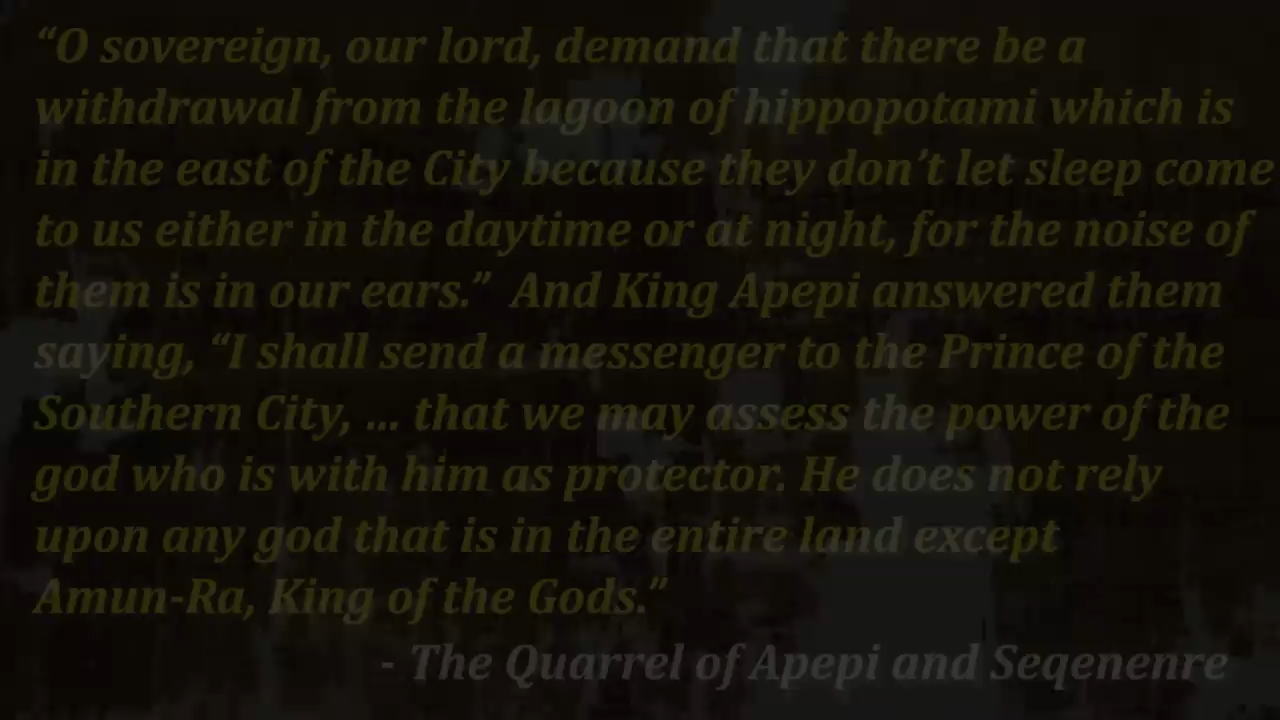 “O sovereign, our lord, demand that there be a
withdrawal from the lagoon of hippopotami which is
in the east of the City because they don’t let sleep come
to us either in the daytime or at night, for the noise of
them is in our ears.”  And King Apepi answered them
saying, “I shall send a messenger to the Prince of the
Southern City, ... that we may assess the power of the
god who is with him as protector. He does not rely
upon any god that is in the entire land except
Amun-Ra, King of the Gods.”
- The Quarrel of Apepi and Seqenenre